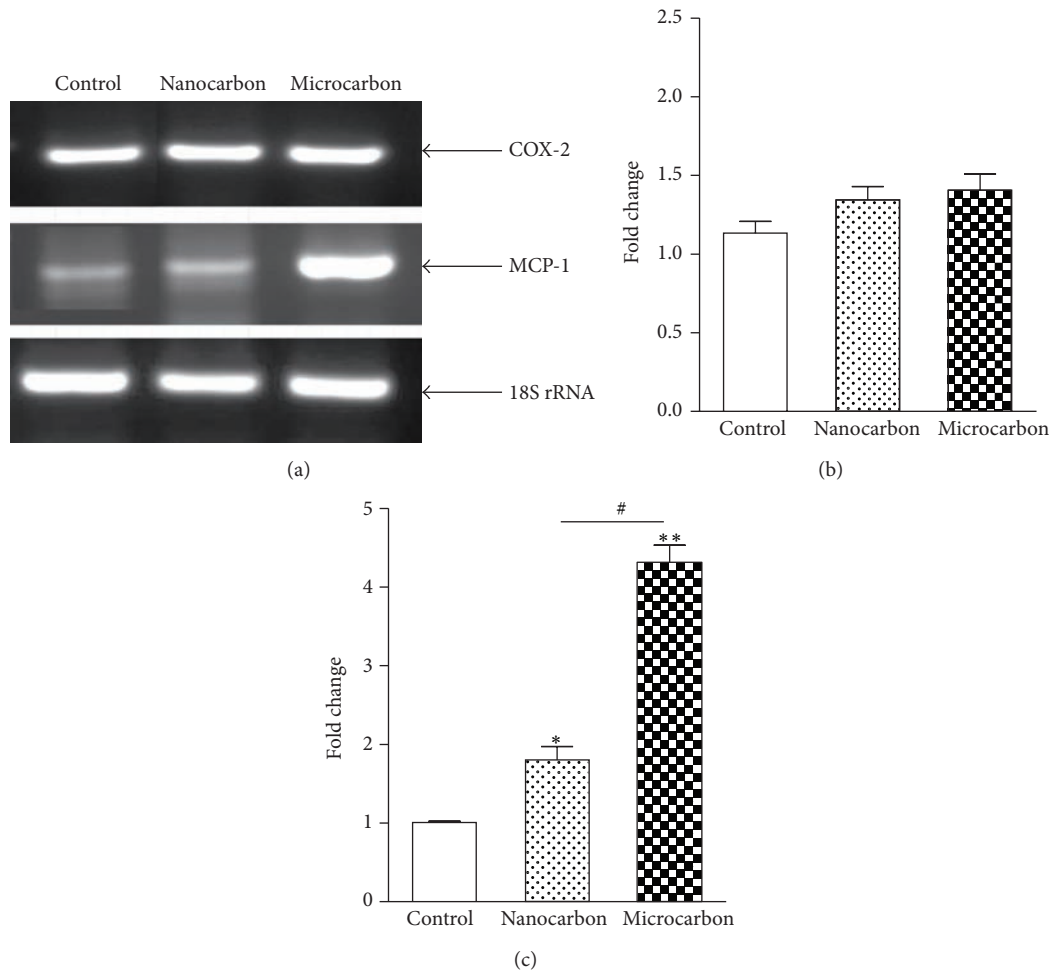 Control Nanocarbon Microcarbon
COX-2
MCP-1
18S rRNA
(a)
2.5
2.0
1.5
1.0
0.5
0.0
Fold change
Control Nanocarbon Microcarbon
(b)
5
4
3
2
1
0
Fold change
#
*
**
Control Nanocarbon Microcarbon
(c)